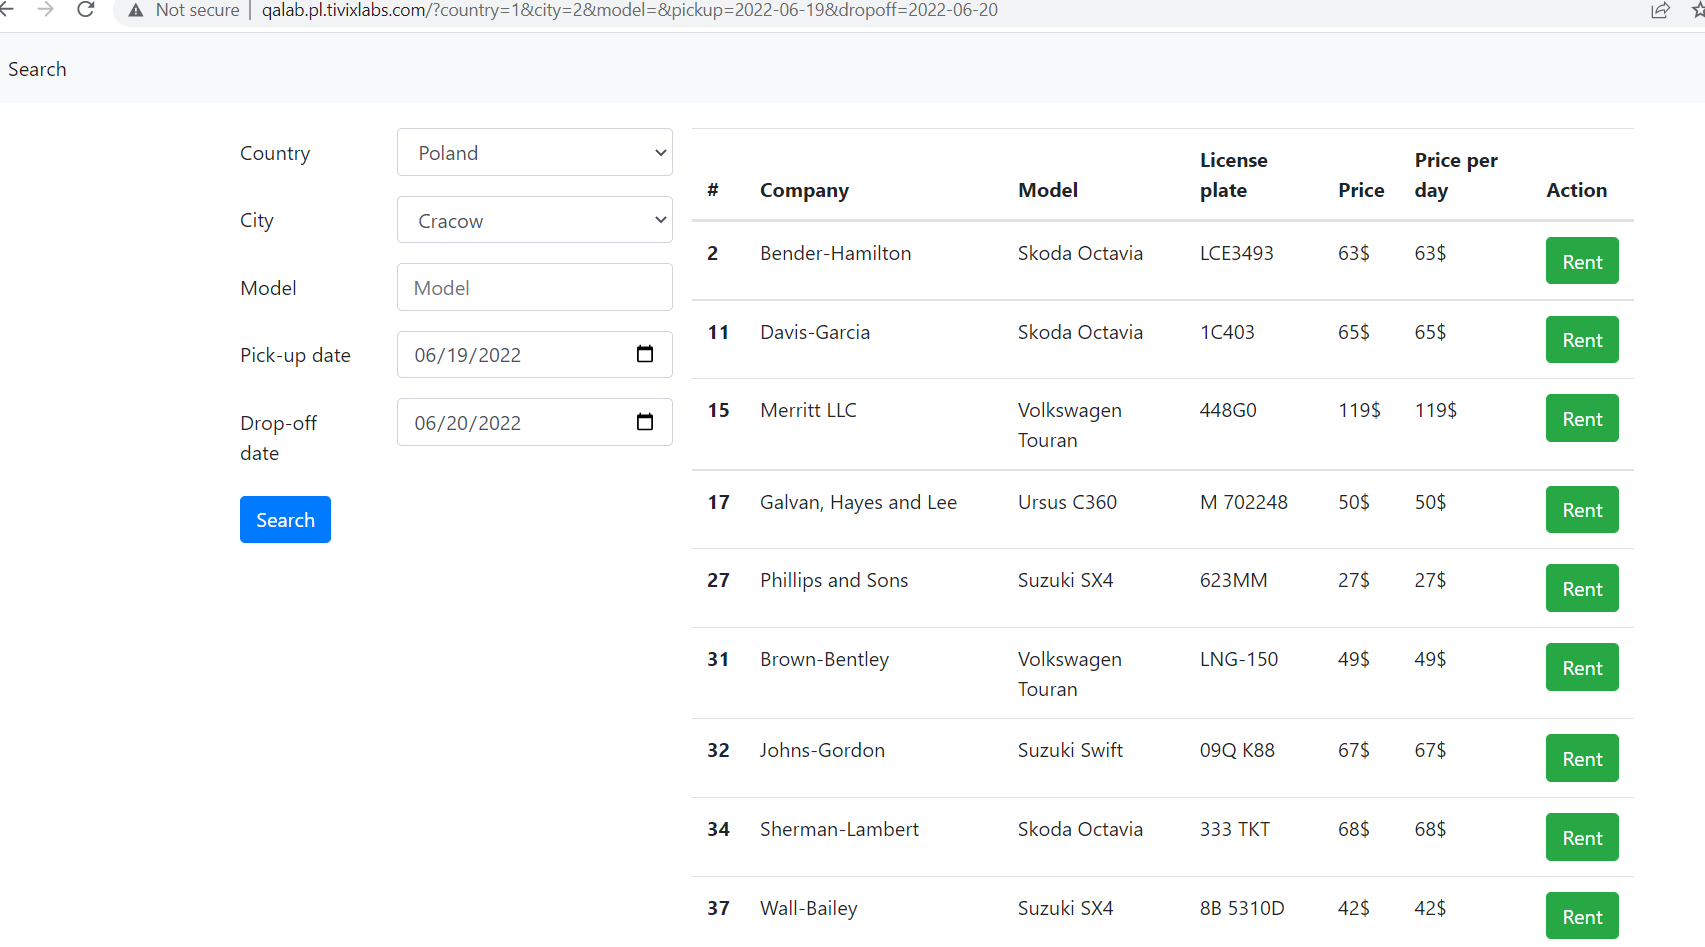 Not secure | qalab.pl.tivixlabs.com/?country=1&city=2&model=&pickup=2022-06-19&dropoff=2022-06-20
Search
Country
Poland
City
Cracow
Model
Model
Pick-up date
06/19/2022
Drop-off
date
06/20/2022
Search
# Company Model License plate Price Price per day Action
2 Bender-Hamilton Skoda Octavia LCE3493 63$ 63$ Rent
11 Davis-Garcia Skoda Octavia 1C403 65$ 65$ Rent
15 Merritt LLC Volkswagen Touran 448G0 119$ 119$ Rent
17 Galvan, Hayes and Lee Ursus C360 M 702248 50$ 50$ Rent
27 Phillips and Sons Suzuki SX4 623MM 27$ 27$ Rent
31 Brown-Bentley Volkswagen Touran LNG-150 49$ 49$ Rent
32 Johns-Gordon Suzuki Swift 09Q K88 67$ 67$ Rent
34 Sherman-Lambert Skoda Octavia 333 TKT 68$ 68$ Rent
37 Wall-Bailey Suzuki SX4 8B 5310D 42$ 42$ Rent